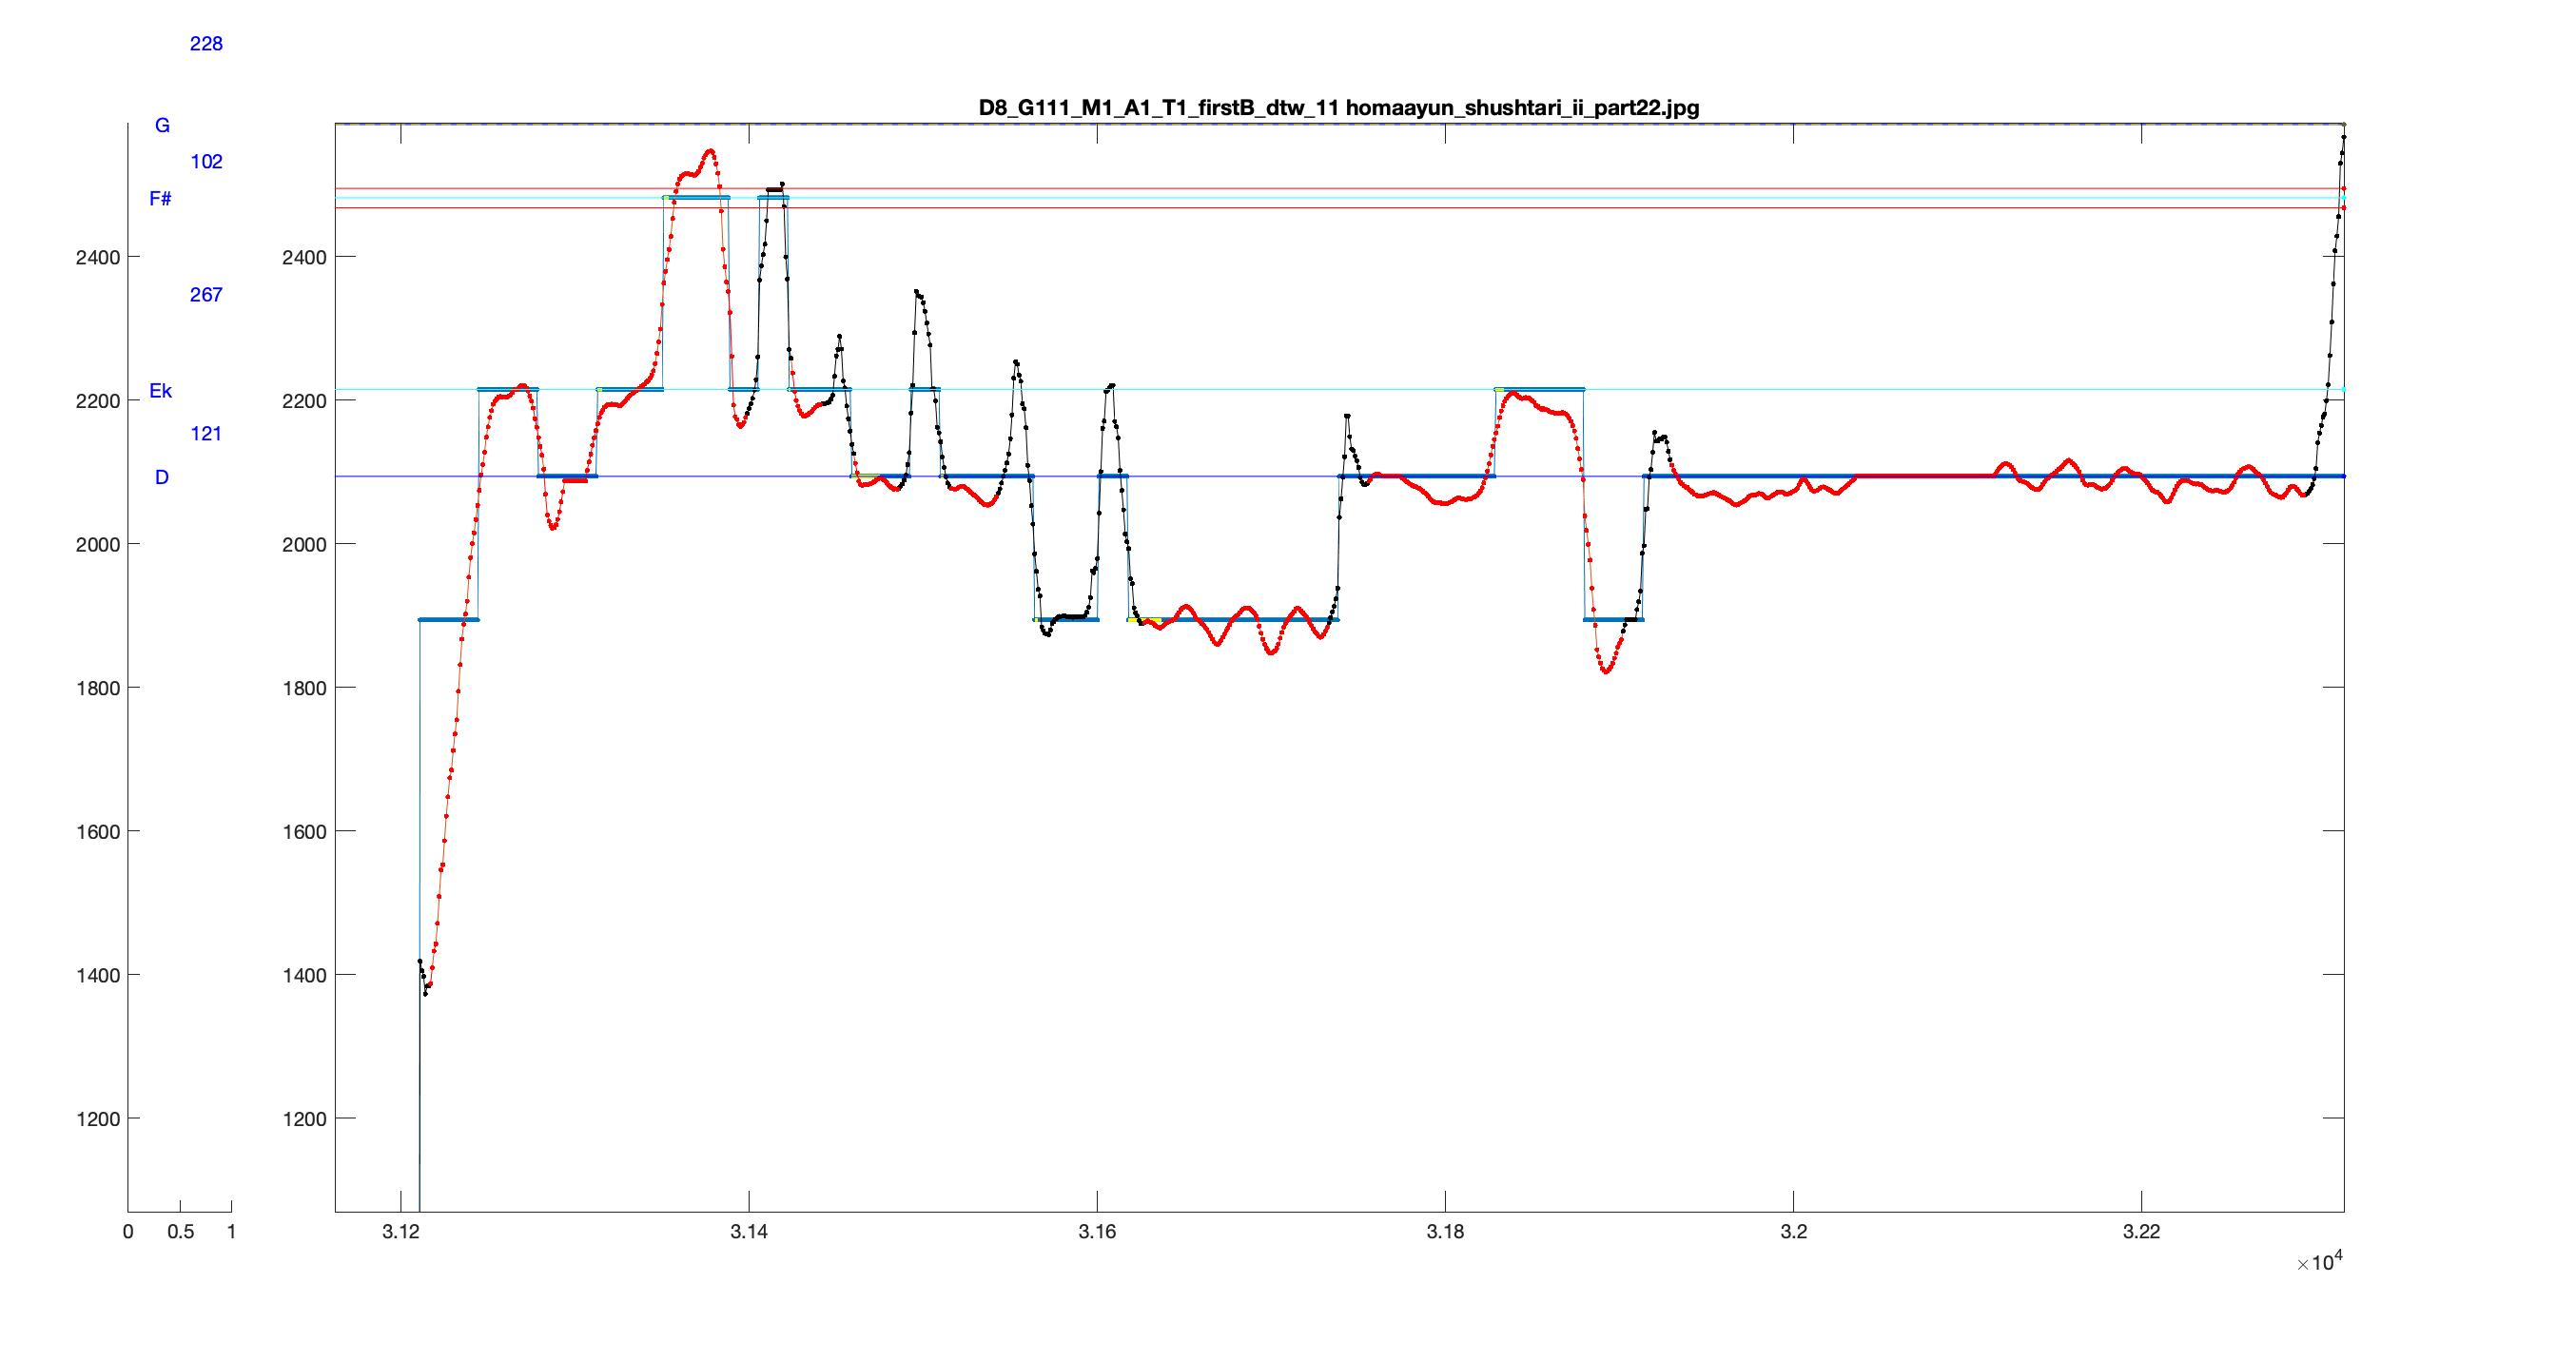 228
D8_G111_M1_A1_T1_firstB_dtw_11 homaayun_shushtari_ii_part22.jpg
G
102
F#
2400 2400
267
Ek
2200 2200
121
D
2000 2000
1800 1800
1600 1600
1400 1400
1200 1200
0 0.5 1 3.12 3.14 3.16 3.18 3.2 3.22
×10⁴